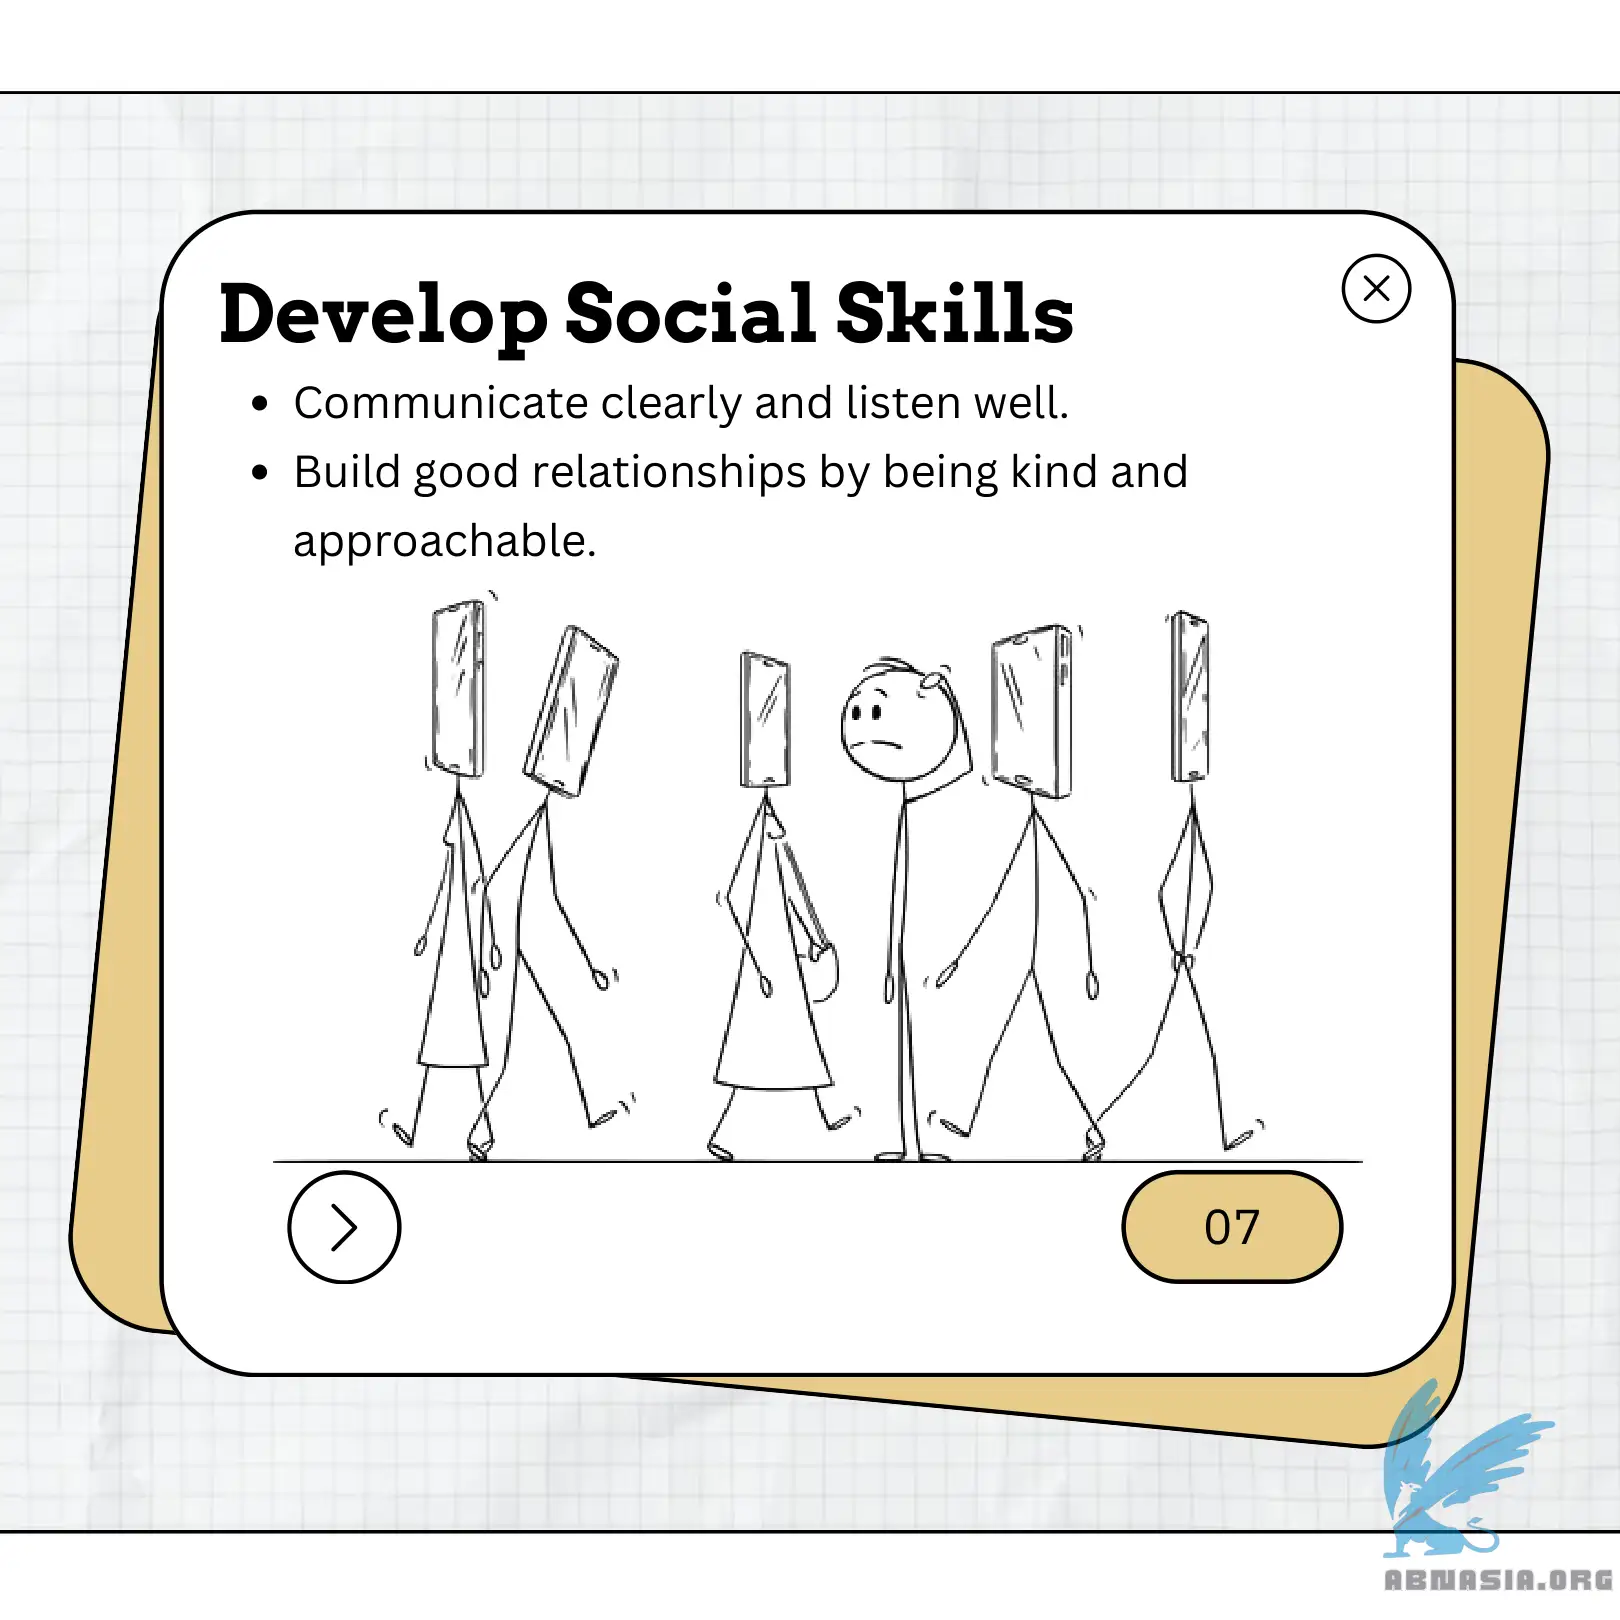 Develop Social Skills
• Communicate clearly and listen well.
• Build good relationships by being kind and
approachable.
07
ABNASIA.ORG